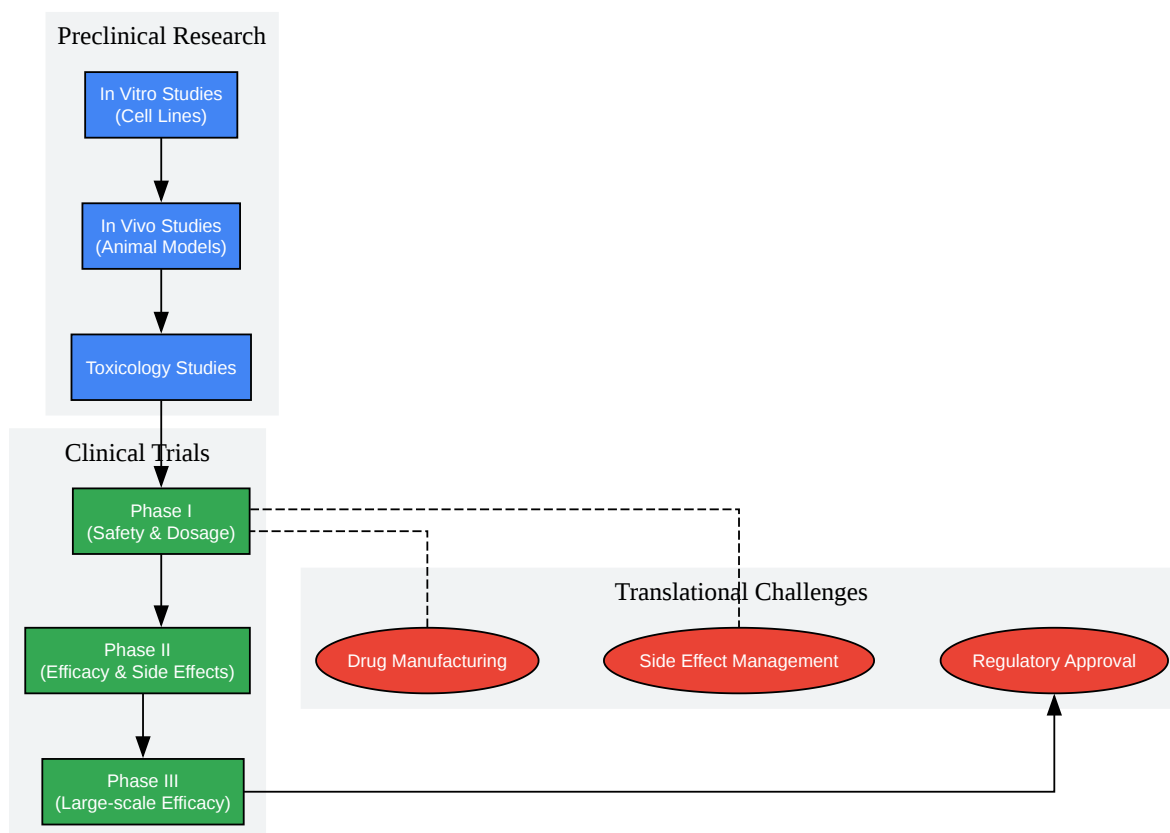 Preclinical Research
In Vitro Studies
(Cell Lines)
In Vivo Studies
(Animal Models)
Toxicology Studies
Clinical Trials
Phase I
(Safety & Dosage)
Translational Challenges
Phase II
(Efficacy & Side Effects)
Drug Manufacturing
Side Effect Management
Regulatory Approval
Phase III
(Large-scale Efficacy)